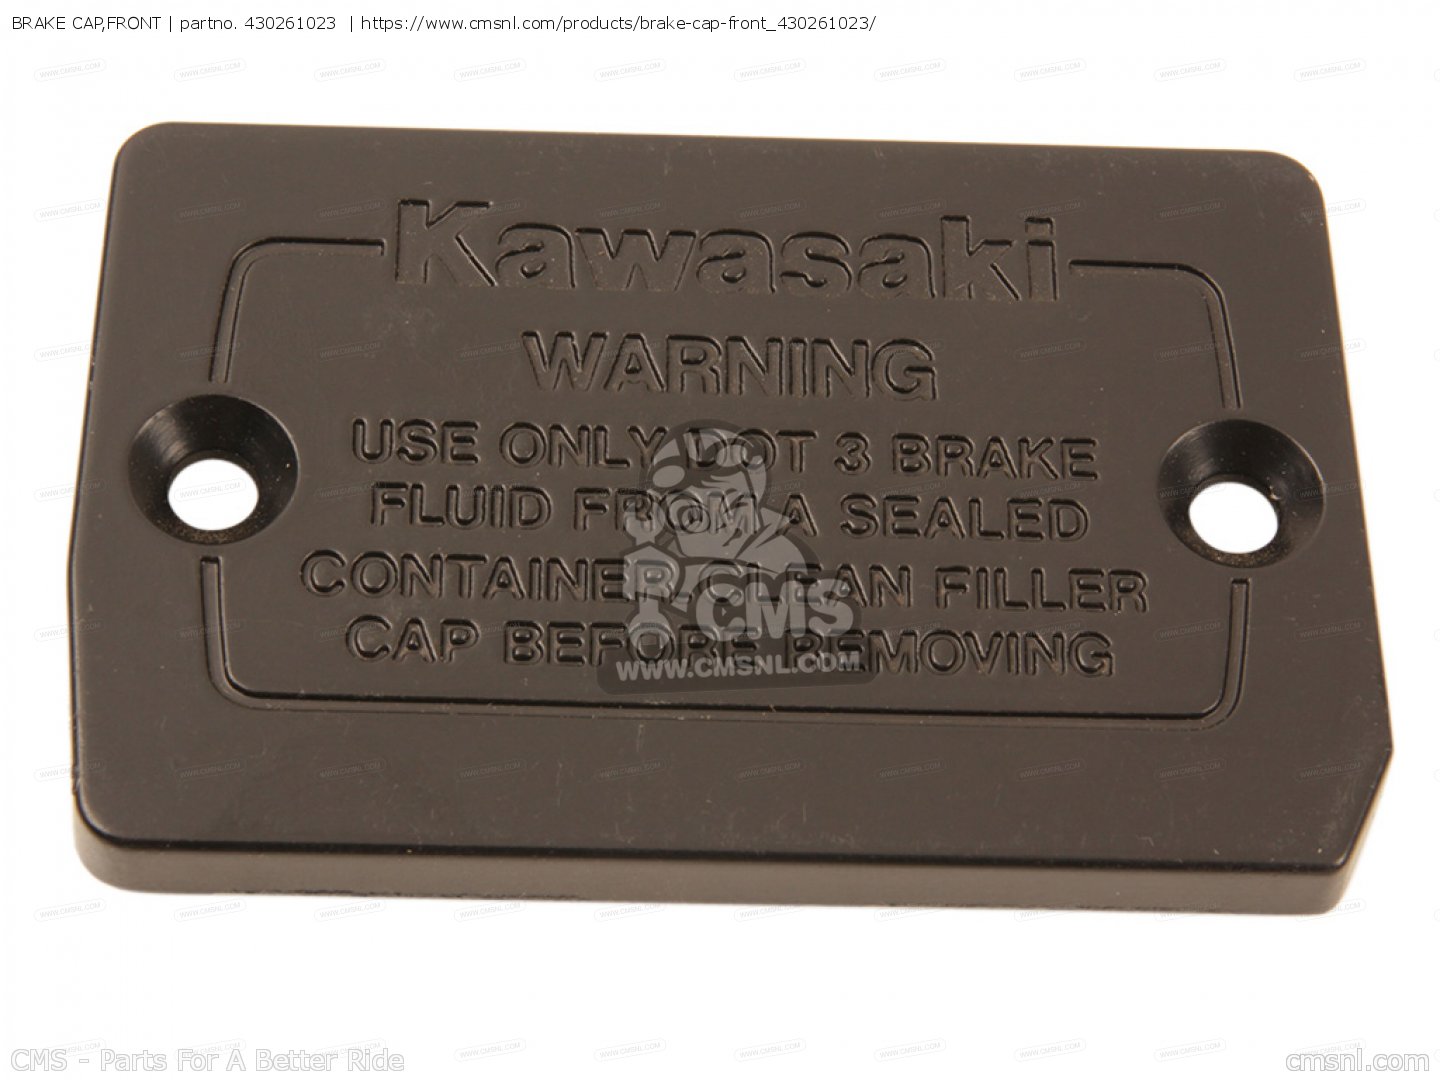 BRAKE CAP,FRONT | partno. 430261023 | https://www.cmsnl.com/products/brake-cap-front_430261023/
Kawasaki
WARNING
USE ONLY DOT 3 BRAKE
FLUID FROM A SEALED
CONTAINER.CLEAN FILLER
CAP BEFORE REMOVING
CMS
WWW.CMSNL.COM
CMS - Parts For A Better Ride
cmsnl.com